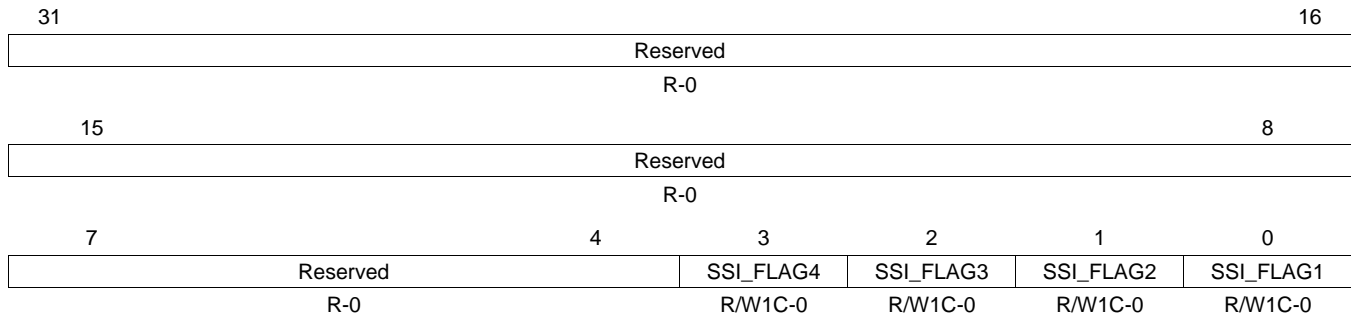 31 16
Reserved
R-0
15 8
Reserved
R-0
7 4 3 2 1 0
Reserved SSI_FLAG4 SSI_FLAG3 SSI_FLAG2 SSI_FLAG1
R-0 R/W1C-0 R/W1C-0 R/W1C-0 R/W1C-0